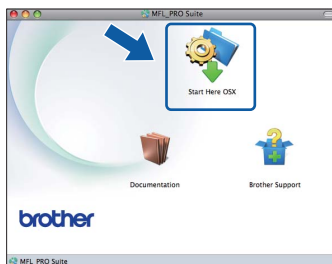 MFL_PRO Suite
Start Here OSX
Documentation
Brother Support
brother
MFL_PRO Suite